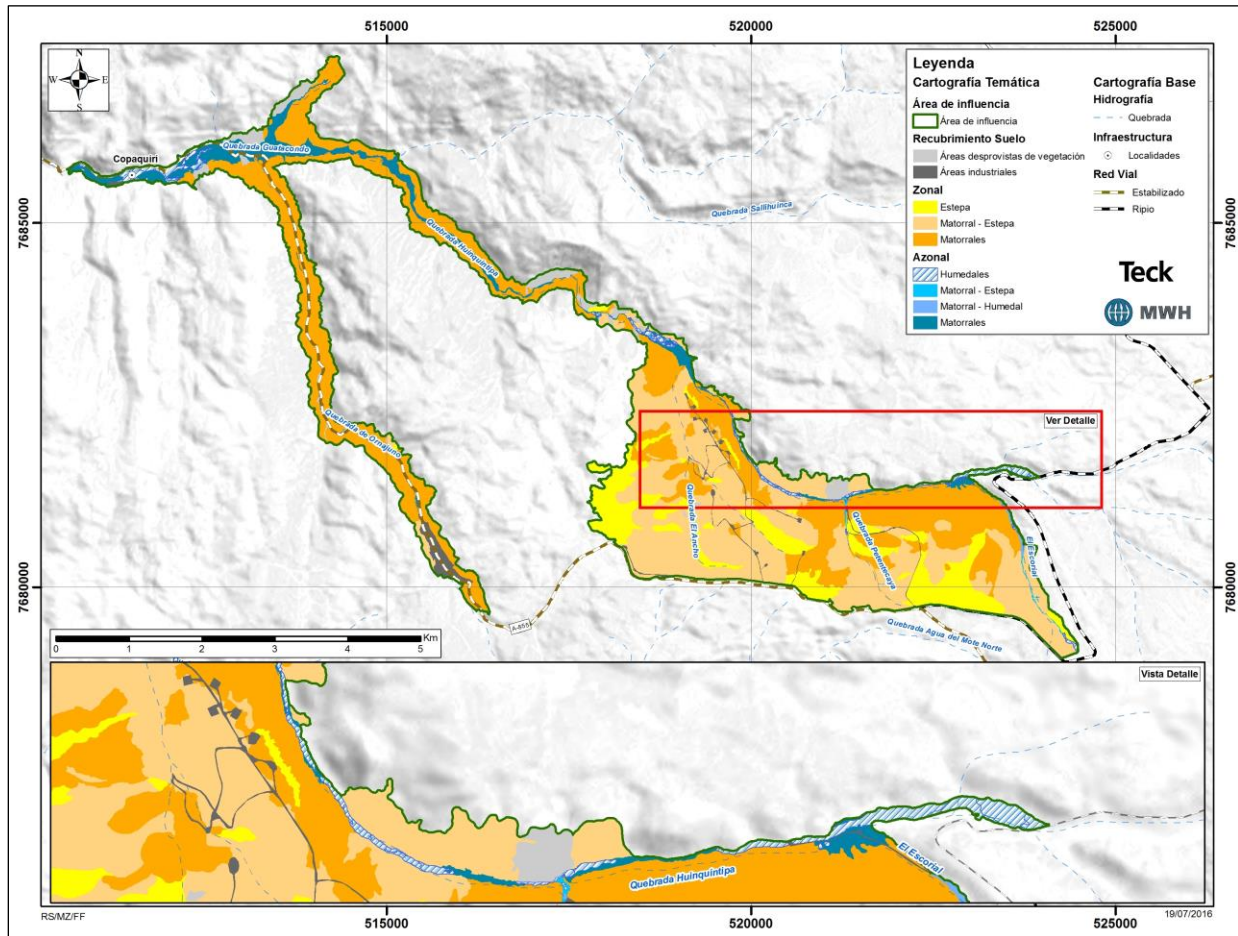 515000
520000
525000
N
W
E
S
Leyenda
Cartografía Temática
Área de influencia
Área de influencia
Recubrimiento Suelo
Áreas desprovistas de vegetación
Áreas industriales
Zonal
Estepa
Matorral - Estepa
Matorrales
Azonal
Humedales
Matorral - Estepa
Matorral - Humedal
Matorrales
Cartografía Base
Hidrografía
Quebrada
Infraestructura
Localidades
Red Vial
Estabilizado
Ripio
Teck
MWH
Copaquiri
Quebrada Guatacondo
7685000
7685000
Quebrada Sallihuinca
Quebrada Huinquintipa
Quebrada de Ornajuno
Ver Detalle
Quebrada El Ancho
Quebrada Petentecaya
El Escorial
7680000
7680000
A-855
Quebrada Agua del Mote Norte
0 1 2 3 4 5 Km
Vista Detalle
Quebrada Huinquintipa
El Escorial
RS/MZ/FF
515000
520000
525000
19/07/2016